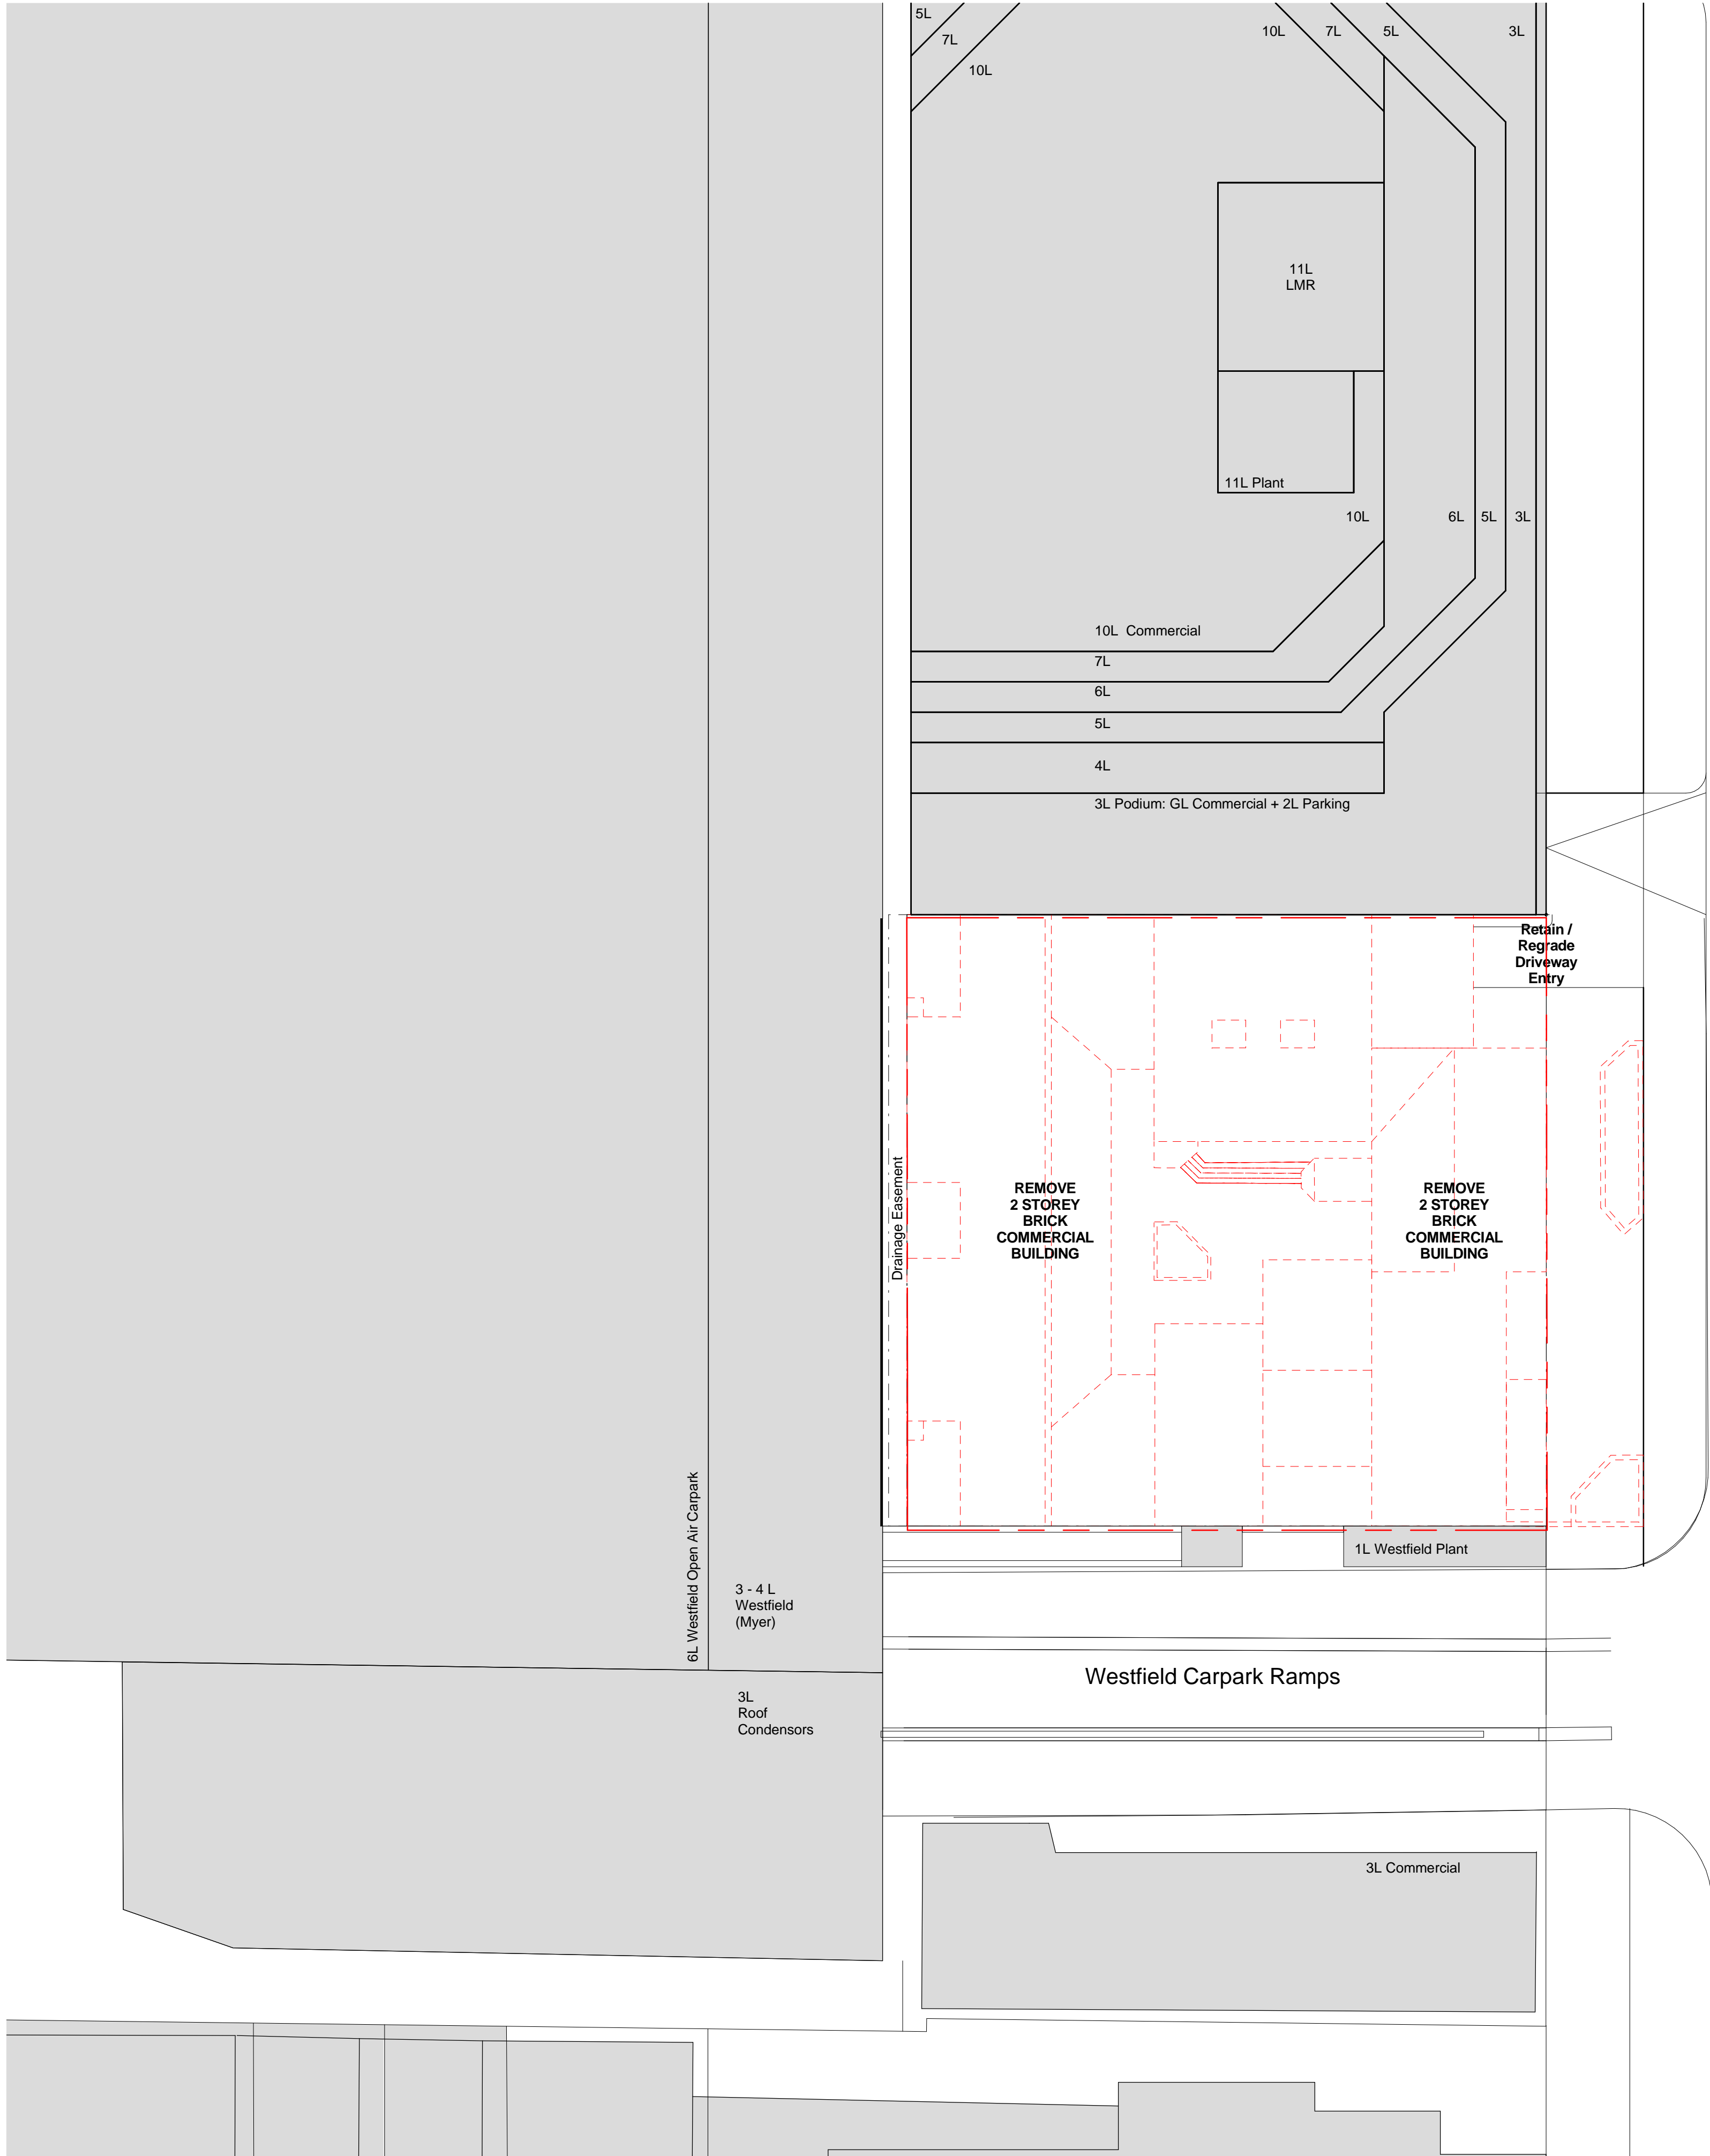 5L
7L
10L
10L
7L
5L
3L
11L
LMR
11L Plant
10L
6L
5L
3L
10L Commercial
7L
6L
5L
4L
3L Podium: GL Commercial + 2L Parking
Retain /
Regrade
Driveway
Entry
Drainage Easement
REMOVE
2 STOREY
BRICK
COMMERCIAL
BUILDING
REMOVE
2 STOREY
BRICK
COMMERCIAL
BUILDING
6L Westfield Open Air Carpark
1L Westfield Plant
3 - 4 L
Westfield
(Myer)
Westfield Carpark Ramps
3L
Roof
Condensors
3L Commercial